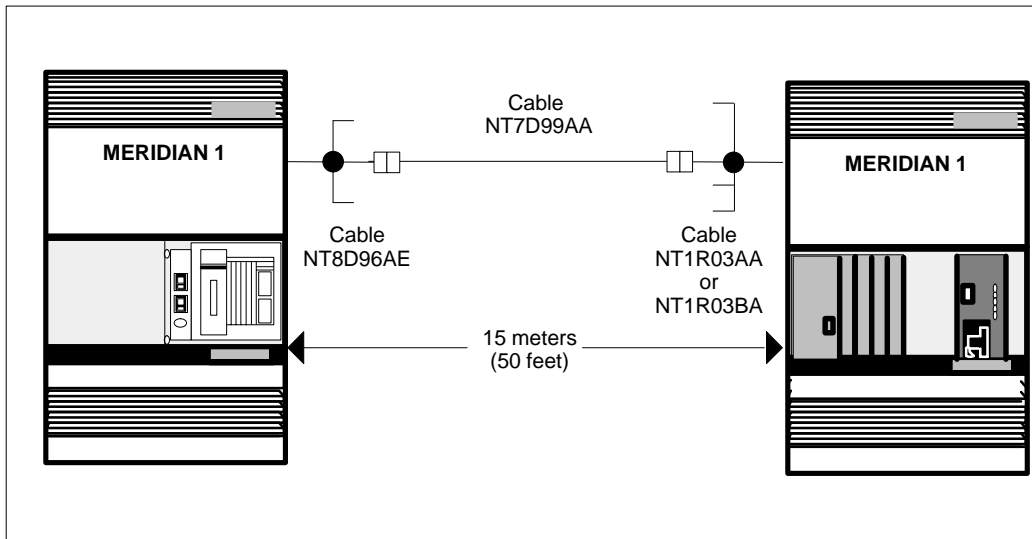 Cable
NT7D99AA
MERIDIAN 1
MERIDIAN 1
Cable
NT8D96AE
Cable
NT1R03AA
or
NT1R03BA
15 meters
(50 feet)